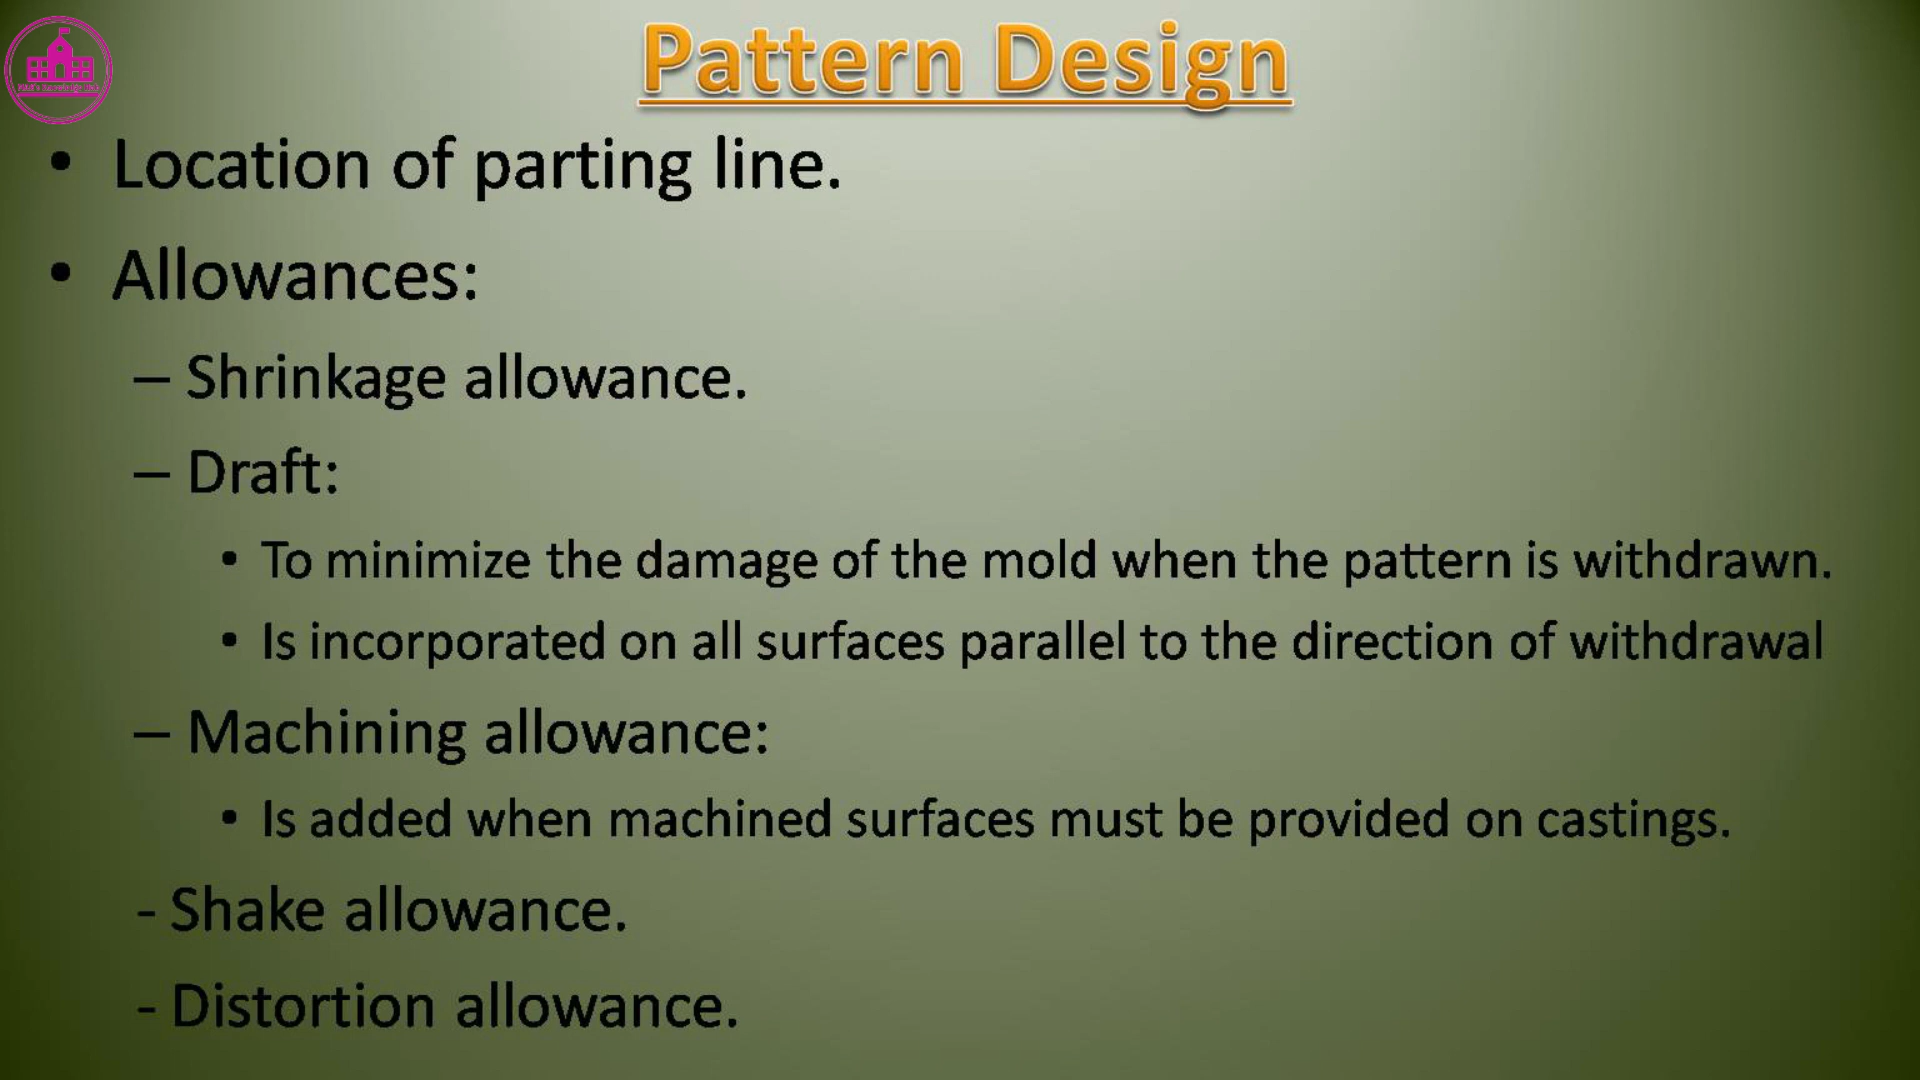 Pattern Design
• Location of parting line.
• Allowances:
– Shrinkage allowance.
– Draft:
• To minimize the damage of the mold when the pattern is withdrawn.
• Is incorporated on all surfaces parallel to the direction of withdrawal
– Machining allowance:
• Is added when machined surfaces must be provided on castings.
- Shake allowance.
- Distortion allowance.